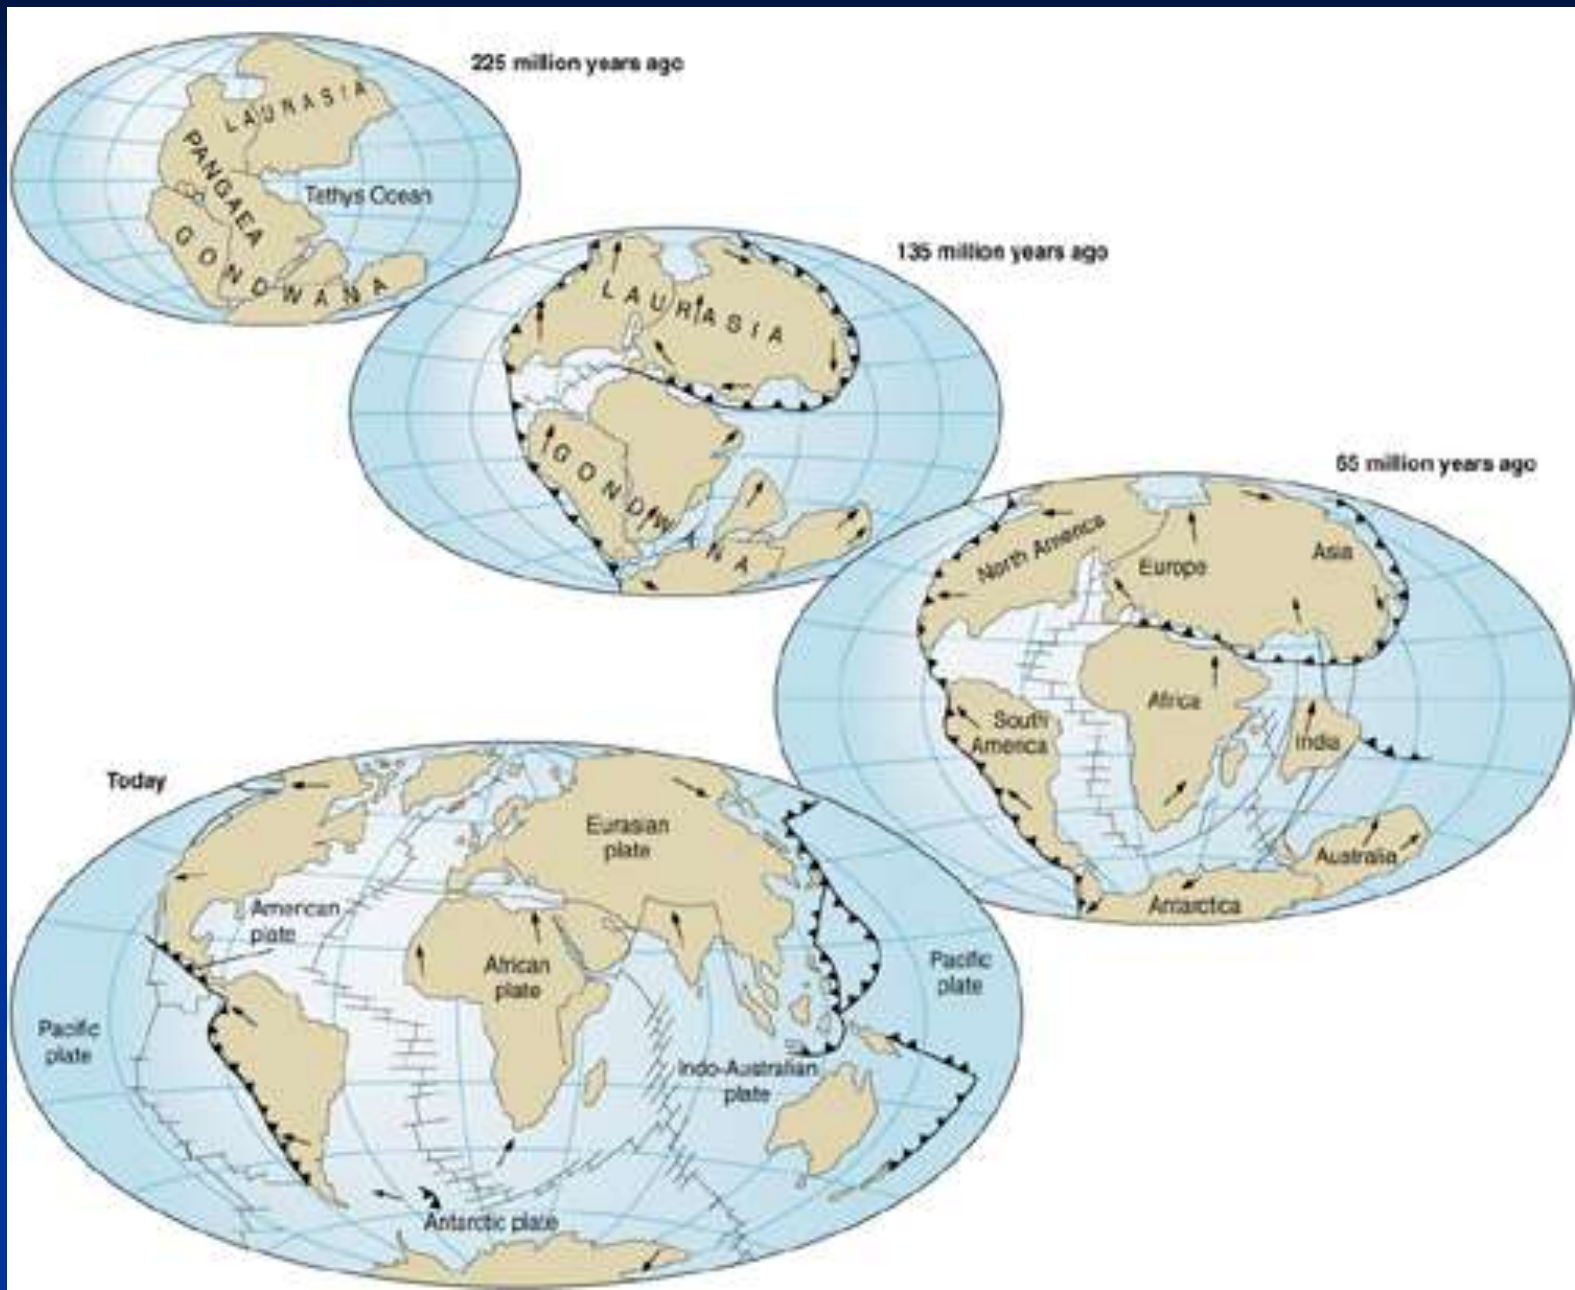 225 million years ago
LAURASIA
PANGAEA
Tethys Ocean
GONDWANA
135 million years ago
LAURASIA
GONDWANA
65 million years ago
North America
Europe
Asia
Africa
South
America
India
Australia
Antarctica
Today
Eurasian
plate
American
plate
African
plate
Pacific
plate
Pacific
plate
Indo-Australian
plate
Antarctic plate